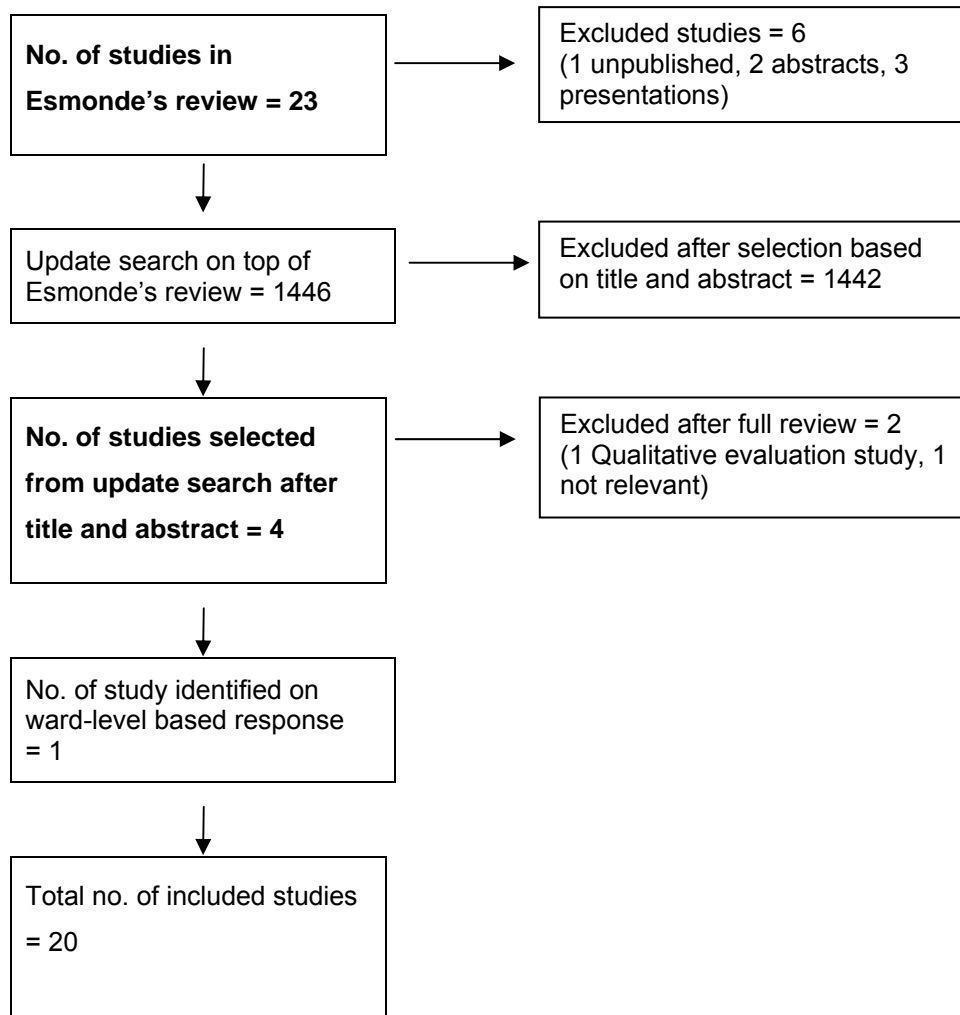 No. of studies in
Esmonde's review = 23
Excluded studies = 6
(1 unpublished, 2 abstracts, 3
presentations)
Update search on top of
Esmonde's review = 1446
Excluded after selection based
on title and abstract = 1442
No. of studies selected
from update search after
title and abstract = 4
Excluded after full review = 2
(1 Qualitative evaluation study, 1
not relevant)
No. of study identified on
ward-level based response
= 1
Total no. of included studies
= 20